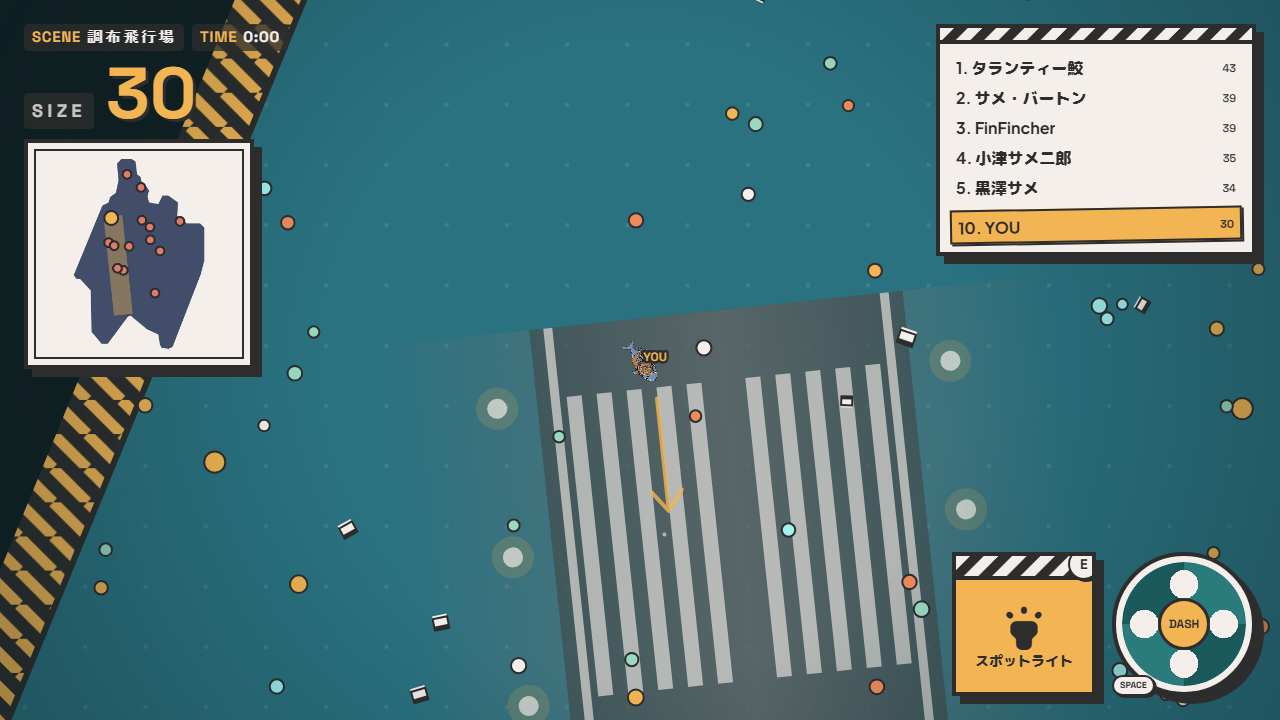 SCENE 調布飛行場 TIME 0:00
SIZE 30
1. タランティー鮫 43
2. サメ・バートン 39
3. FinFincher 39
4. 小津サメ二郎 35
5. 黒澤サメ 34
10. YOU 30
YOU
E
スポットライト
DASH
SPACE